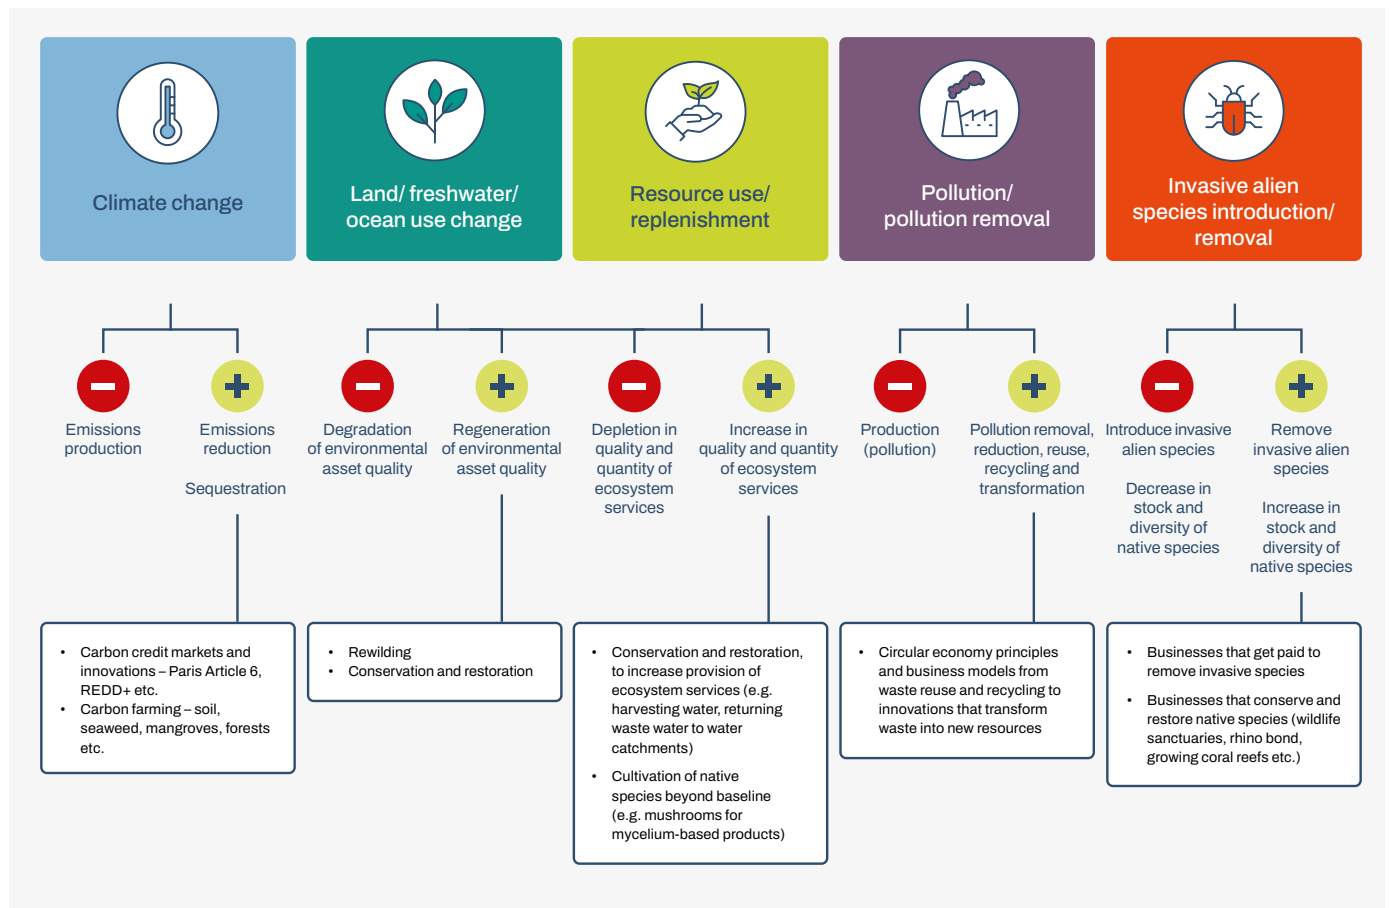 Climate change
Land/ freshwater/
ocean use change
Resource use/
replenishment
Pollution/
pollution removal
Invasive alien
species introduction/
removal
Emissions
production
Emissions
reduction
Sequestration
Degradation
of environmental
asset quality
Regeneration
of environmental
asset quality
Depletion in
quality and
quantity of
ecosystem
services
Increase in
quality and quantity
of ecosystem
services
Production
(pollution)
Pollution removal,
reduction, reuse,
recycling and
transformation
Introduce invasive
alien species
Decrease in
stock and
diversity of
native species
Remove
invasive alien
species
Increase in
stock and
diversity of
native species
• Carbon credit markets and
innovations – Paris Article 6,
REDD+ etc.
• Carbon farming – soil,
seaweed, mangroves, forests
etc.
• Rewilding
• Conservation and restoration
• Conservation and restoration,
to increase provision of
ecosystem services (e.g.
harvesting water, returning
waste water to water
catchments)
• Cultivation of native
species beyond baseline
(e.g. mushrooms for
mycelium-based products)
• Circular economy principles
and business models from
waste reuse and recycling to
innovations that transform
waste into new resources
• Businesses that get paid to
remove invasive species
• Businesses that conserve and
restore native species (wildlife
sanctuaries, rhino bond,
growing coral reefs etc.)